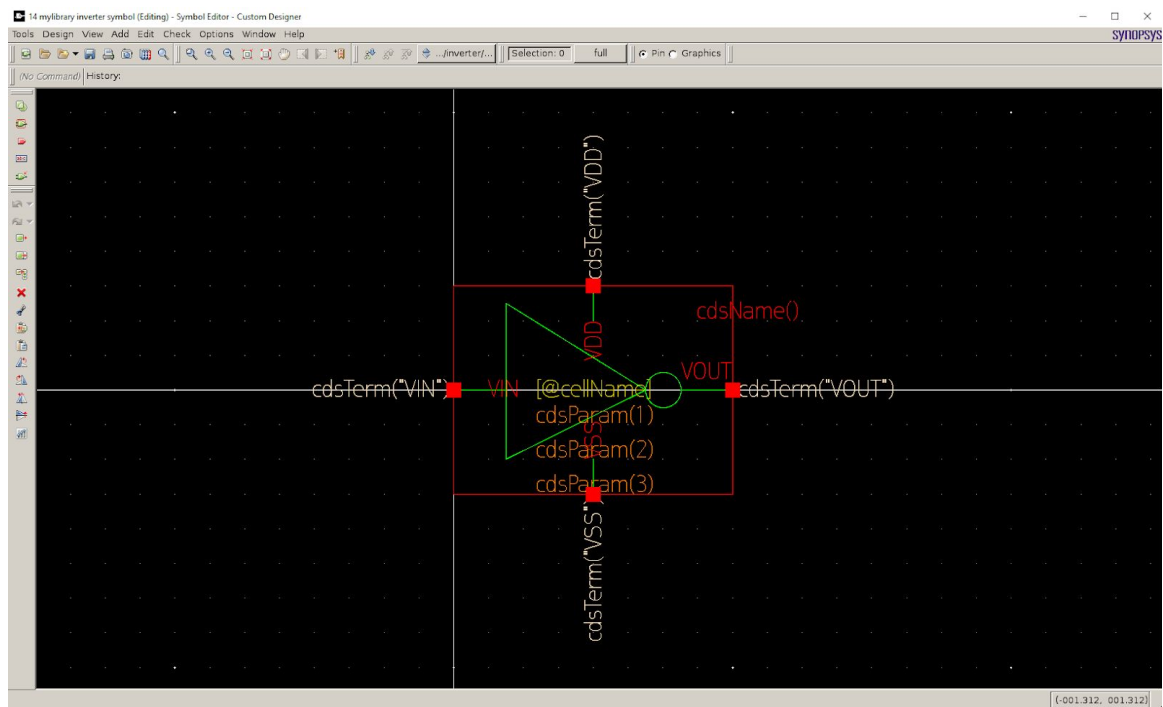 14 mylibrary inverter symbol (Editing) - Symbol Editor - Custom Designer
Tools Design View Add Edit Check Options Window Help
SYNOPSYS
.../inverter/... Selection: 0 full Pin Graphics
(No Command) History:
cdsTerm("VDD")
cdsName()
VDD
VOUT
cdsTerm("VIN") VIN [@cellName] cdsTerm("VOUT")
cdsParam(1)
VSS
cdsParam(2)
cdsParam(3)
cdsTerm("VSS")
(-001.312, 001.312)